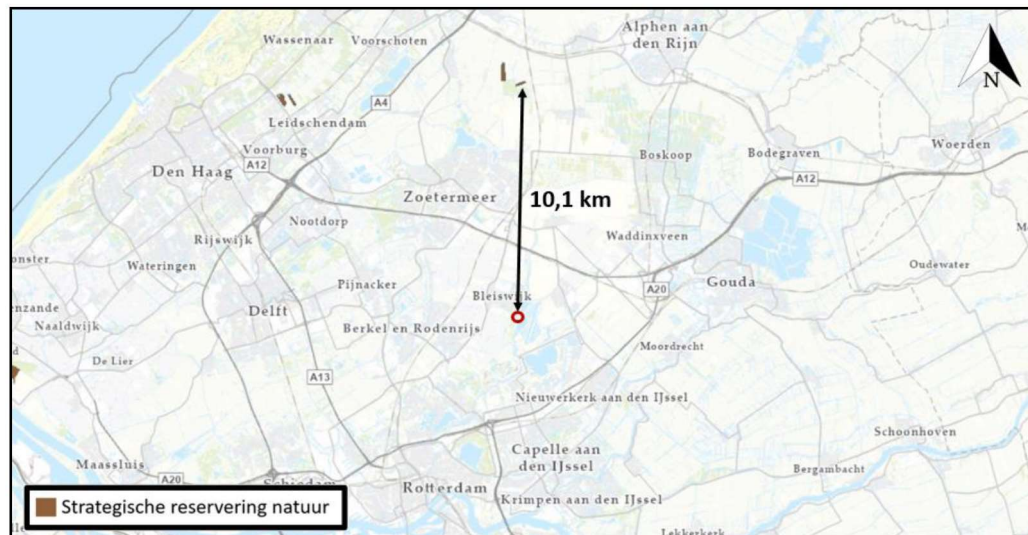 Alphen aan
den Rijn
Wassenaar
Voorschoten
N
A4
Leidschendam
Voorburg
A12
Den Haag
Zoetermeer
Boskoop
Bodegraven
Woerden
A12
10,1 km
Nootdorp
Rijswijk
Waddinxveen
Wateringen
Pijnacker
Bleiswijk
A20
Gouda
Oudewater
Delft
Berkel en Rodenrijs
Naaldwijk
De Lier
A13
Moordrecht
Nieuwerkerk aan den IJssel
Schoonhoven
Maassluis
A20
Schiedam
Capelle aan
den IJssel
Bergambacht
Rotterdam
Krimpen aan den IJssel
Lekkerkerk
Strategische reservering natuur